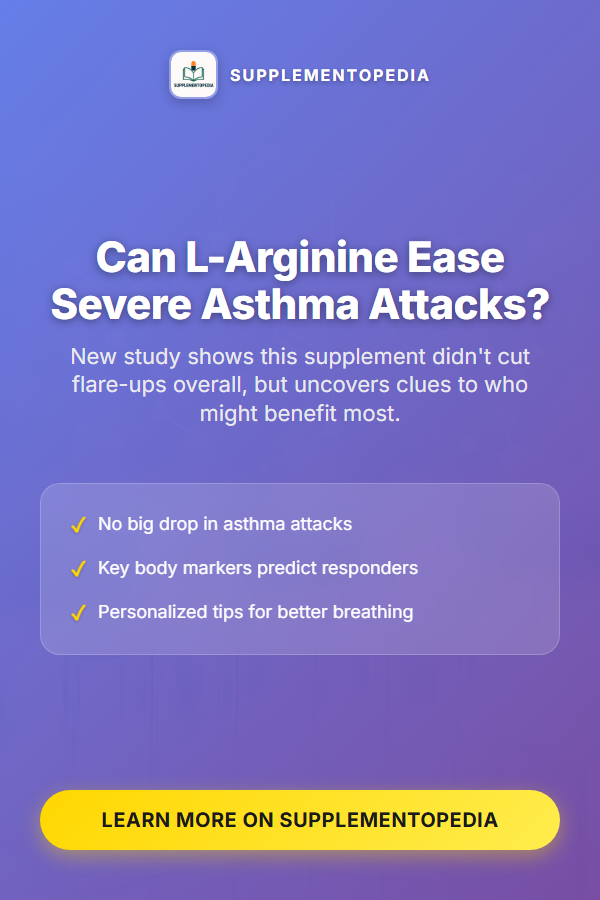 SUPPLEMENTOPEDIA
SUPPLEMENTOPEDIA
Can L-Arginine Ease
Severe Asthma Attacks?
New study shows this supplement didn't cut
flare-ups overall, but uncovers clues to who
might benefit most.
✓ No big drop in asthma attacks
✓ Key body markers predict responders
✓ Personalized tips for better breathing
LEARN MORE ON SUPPLEMENTOPEDIA